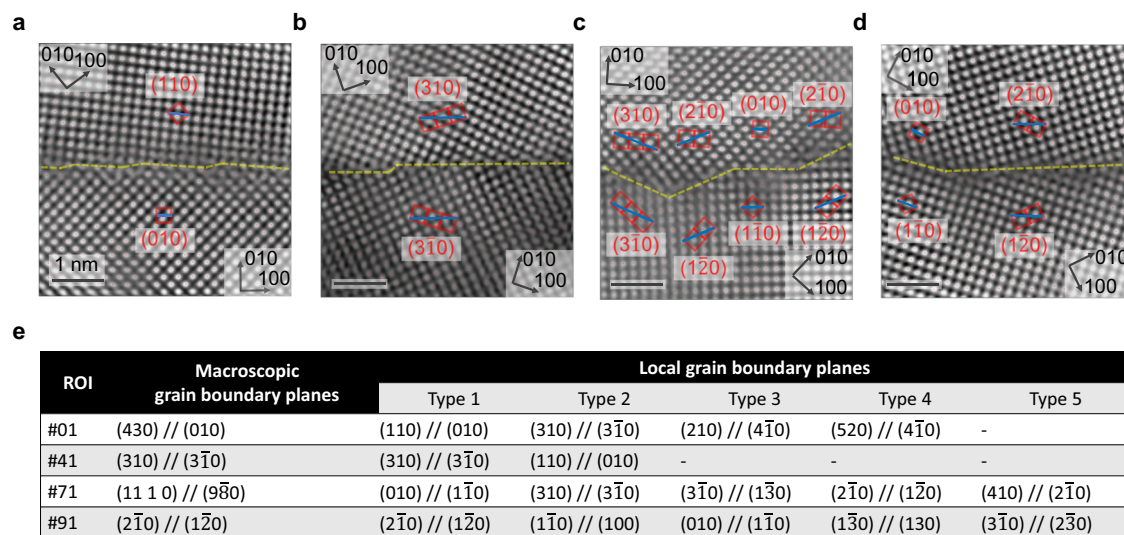 a
b
c
d
010
100
(110)
(010)
1 nm
010
100
010
100
(310)
(31̄0)
010
100
010
100
(310)
(21̄0)
(010)
(21̄0)
(31̄0)
(12̄0)
(11̄0)
(12̄0)
010
100
010
100
(010)
(21̄0)
(11̄0)
(12̄0)
010
100
e
ROI Macroscopic grain boundary planes Local grain boundary planes
Type 1 Type 2 Type 3 Type 4 Type 5
#01 (430) // (010) (110) // (010) (310) // (31̄0) (210) // (41̄0) (520) // (41̄0) -
#41 (310) // (31̄0) (310) // (31̄0) (110) // (010) - - -
#71 (11 1 0) // (98̄0) (010) // (11̄0) (310) // (31̄0) (31̄0) // (13̄0) (21̄0) // (12̄0) (410) // (21̄0)
#91 (21̄0) // (12̄0) (21̄0) // (12̄0) (11̄0) // (100) (010) // (11̄0) (13̄0) // (130) (31̄0) // (23̄0)